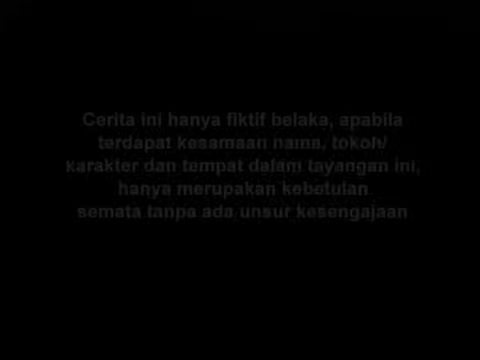 Cerita ini hanya fiktif belaka, apabila
terdapat kesamaan nama, tokoh/
karakter dan tempat dalam tayangan ini,
hanya merupakan kebetulan
semata tanpa ada unsur kesengajaan